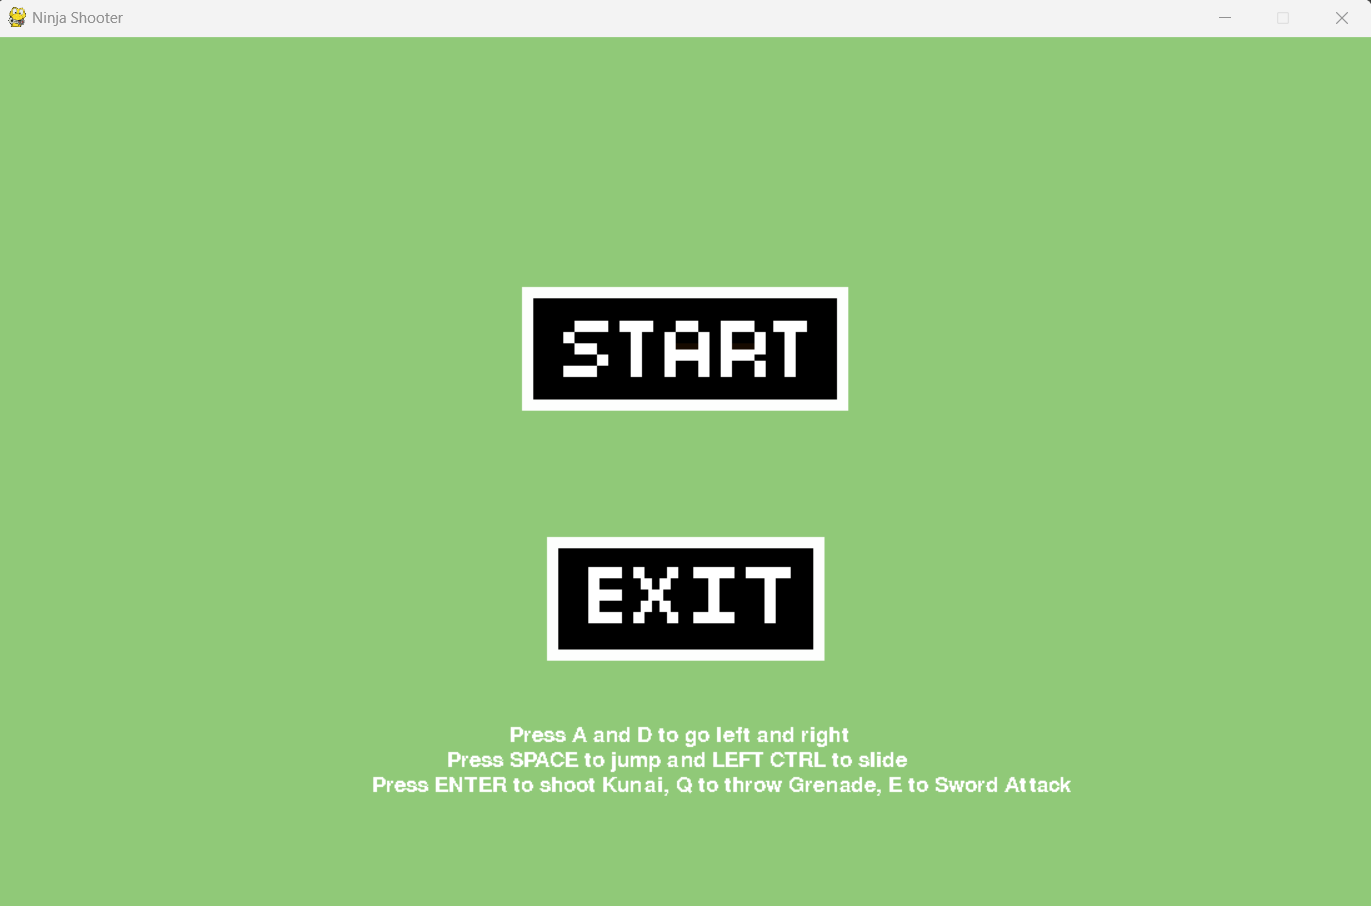 Ninja Shooter
START
EXIT
Press A and D to go left and right
Press SPACE to jump and LEFT CTRL to slide
Press ENTER to shoot Kunai, Q to throw Grenade, E to Sword Attack